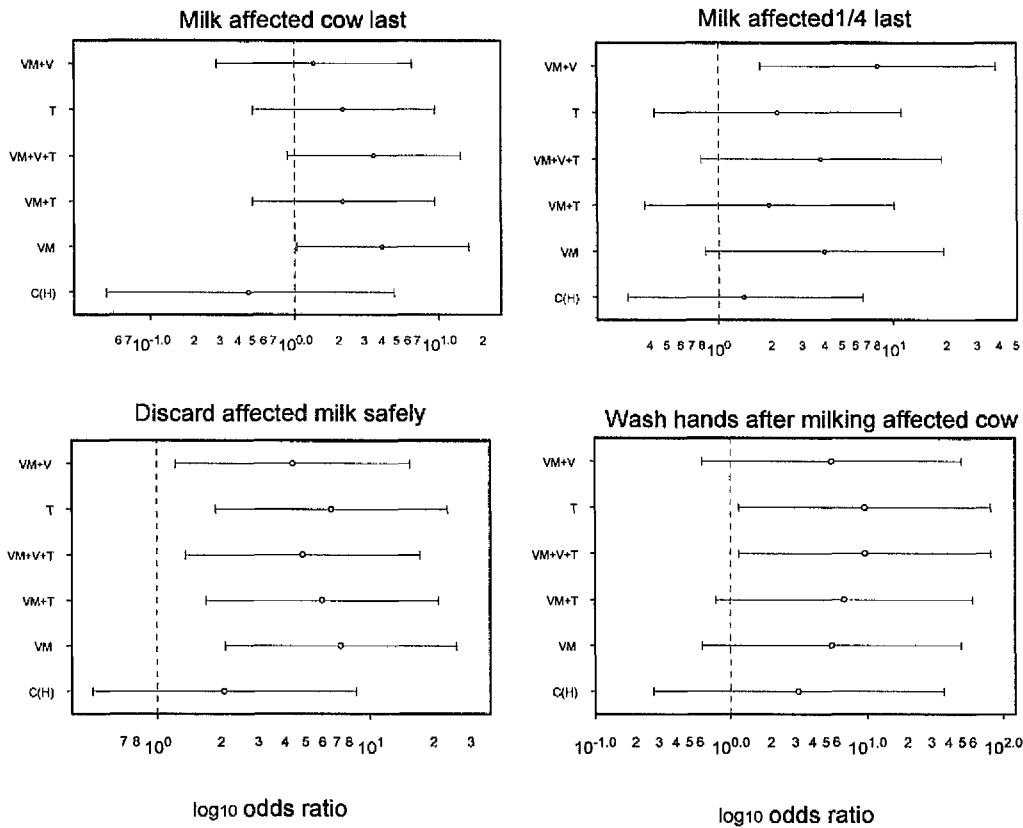 Milk affected cow last
VM+V
T
VM+V+T
VM+T
VM
C(H)
6 7 10-1.0 2 3 4 5 6 7 100.0 2 3 4 5 6 7 101.0 2
Milk affected1/4 last
VM+V
T
VM+V+T
VM+T
VM
C(H)
4 5 6 7 8 100 2 3 4 5 6 7 8 101 2 3 4 5
Discard affected milk safely
VM+V
T
VM+V+T
VM+T
VM
C(H)
7 8 100 2 3 4 5 6 7 8 101 2 3
log10 odds ratio
Wash hands after milking affected cow
VM+V
T
VM+V+T
VM+T
VM
C(H)
10-1.0 2 3 4 5 6 100.0 2 3 4 5 6 101.0 2 3 4 5 6 102.0
log10 odds ratio